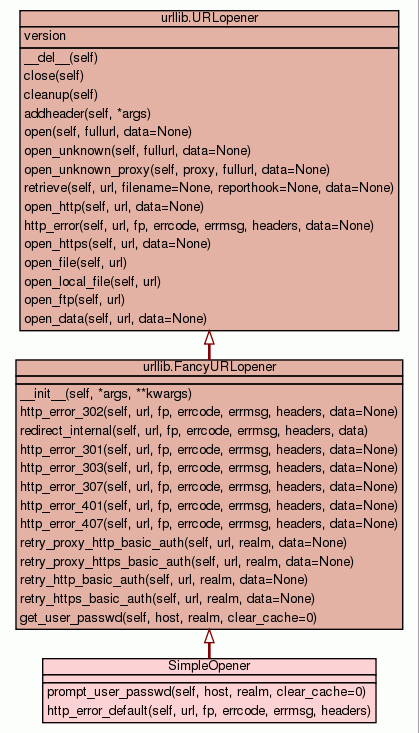 urllib.URLopener
version
__del__(self)
close(self)
cleanup(self)
addheader(self, *args)
open(self, fullurl, data=None)
open_unknown(self, fullurl, data=None)
open_unknown_proxy(self, proxy, fullurl, data=None)
retrieve(self, url, filename=None, reporthook=None, data=None)
open_http(self, url, data=None)
http_error(self, url, fp, errcode, errmsg, headers, data=None)
open_https(self, url, data=None)
open_file(self, url)
open_local_file(self, url)
open_ftp(self, url)
open_data(self, url, data=None)
urllib.FancyURLopener
__init__(self, *args, **kwargs)
http_error_302(self, url, fp, errcode, errmsg, headers, data=None)
redirect_internal(self, url, fp, errcode, errmsg, headers, data)
http_error_301(self, url, fp, errcode, errmsg, headers, data=None)
http_error_303(self, url, fp, errcode, errmsg, headers, data=None)
http_error_307(self, url, fp, errcode, errmsg, headers, data=None)
http_error_401(self, url, fp, errcode, errmsg, headers, data=None)
http_error_407(self, url, fp, errcode, errmsg, headers, data=None)
retry_proxy_http_basic_auth(self, url, realm, data=None)
retry_proxy_https_basic_auth(self, url, realm, data=None)
retry_http_basic_auth(self, url, realm, data=None)
retry_https_basic_auth(self, url, realm, data=None)
get_user_passwd(self, host, realm, clear_cache=0)
SimpleOpener
prompt_user_passwd(self, host, realm, clear_cache=0)
http_error_default(self, url, fp, errcode, errmsg, headers)